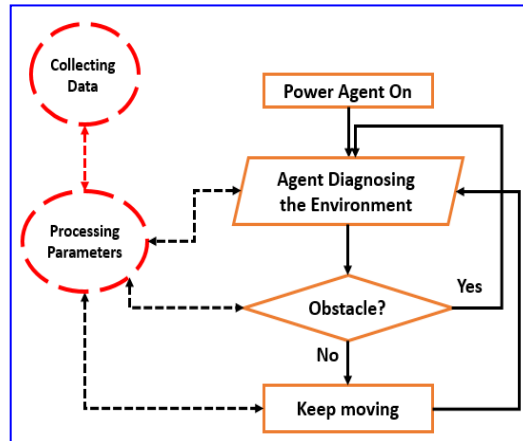 Collecting
Data
Power Agent On
Agent Diagnosing
the Environment
Processing
Parameters
Yes
Obstacle?
No
Keep moving